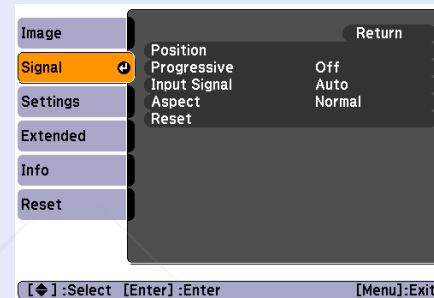 Image
Signal
Settings
Extended
Info
Reset
Return
Position
Progressive Off
Input Signal Auto
Aspect Normal
Reset
[◆] :Select [Enter] :Enter [Menu]:Exit